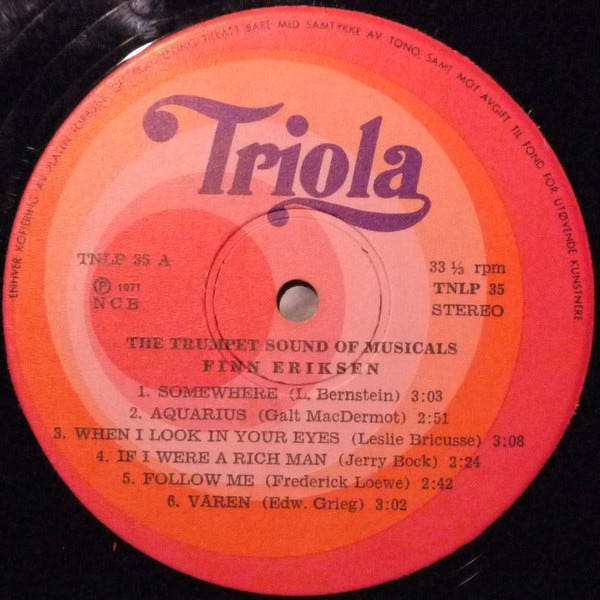 ENHVER KOPIERING AV PLATEN FORBUDT. OFF. TILLATT BARE MED SAMTYKKE AV TONO SAMT MOT AVGIFT TIL FOND FOR UTØVENDE KUNSTNERE
Triola
TNLP 35 A
Ⓟ 1971
NCB
33 ⅓ rpm
TNLP 35
STEREO
THE TRUMPET SOUND OF MUSICALS
FINN ERIKSEN
1. SOMEWHERE (L. Bernstein) 3:03
2. AQUARIUS (Galt MacDermot) 2:51
3. WHEN I LOOK IN YOUR EYES (Leslie Bricusse) 3:08
4. IF I WERE A RICH MAN (Jerry Bock) 2:24
5. FOLLOW ME (Frederick Loewe) 2:42
6. VÅREN (Edw. Grieg) 3:02